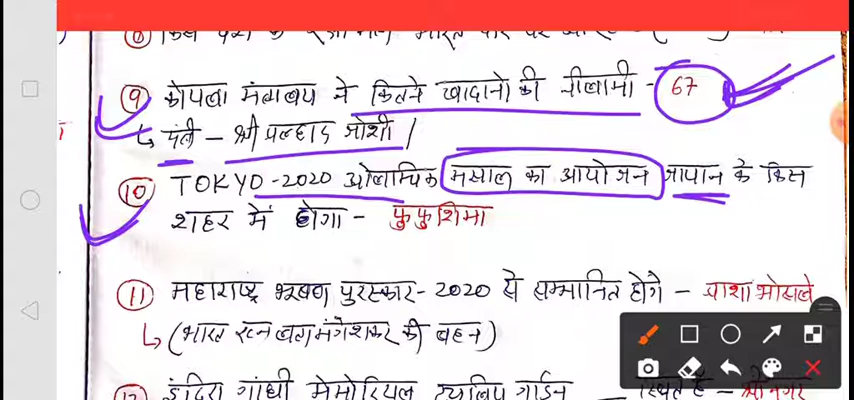 ⑨ कोयला मंत्रालय ने कितने खादानो की नीलामी - 67
↳ मंत्री - श्री प्रल्हाद जोशी
⑩ TOKYO-2020 ओलम्पिक मसाल का आयोजन जापान के किस
शहर में होगा - फुकुशिमा
⑪ महाराष्ट्र भूषण पुरस्कार-2020 से सम्मानित होंगे - आशा भोसले
↳ (भारत रत्न लता मंगेशकर की बहन)
इंदिरा गांधी मेमोरियल ट्यूलिप गार्डन स्थित है - श्रीनगर